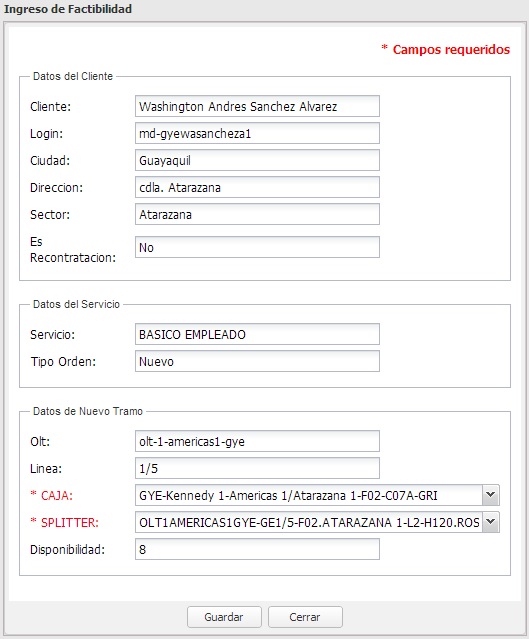 Ingreso de Factibilidad
* Campos requeridos
Datos del Cliente
Cliente: Washington Andres Sanchez Alvarez
Login: md-gyewasancheza1
Ciudad: Guayaquil
Direccion: cdla. Atarazana
Sector: Atarazana
Es
Recontratacion: No
Datos del Servicio
Servicio: BASICO EMPLEADO
Tipo Orden: Nuevo
Datos de Nuevo Tramo
Olt: olt-1-americas1-gye
Linea: 1/5
* CAJA: GYE-Kennedy 1-Americas 1/Atarazana 1-F02-C07A-GRI
* SPLITTER: OLT1AMERICAS1GYE-GE1/5-F02.ATARAZANA 1-L2-H120.ROS
Disponibilidad: 8
Guardar Cerrar